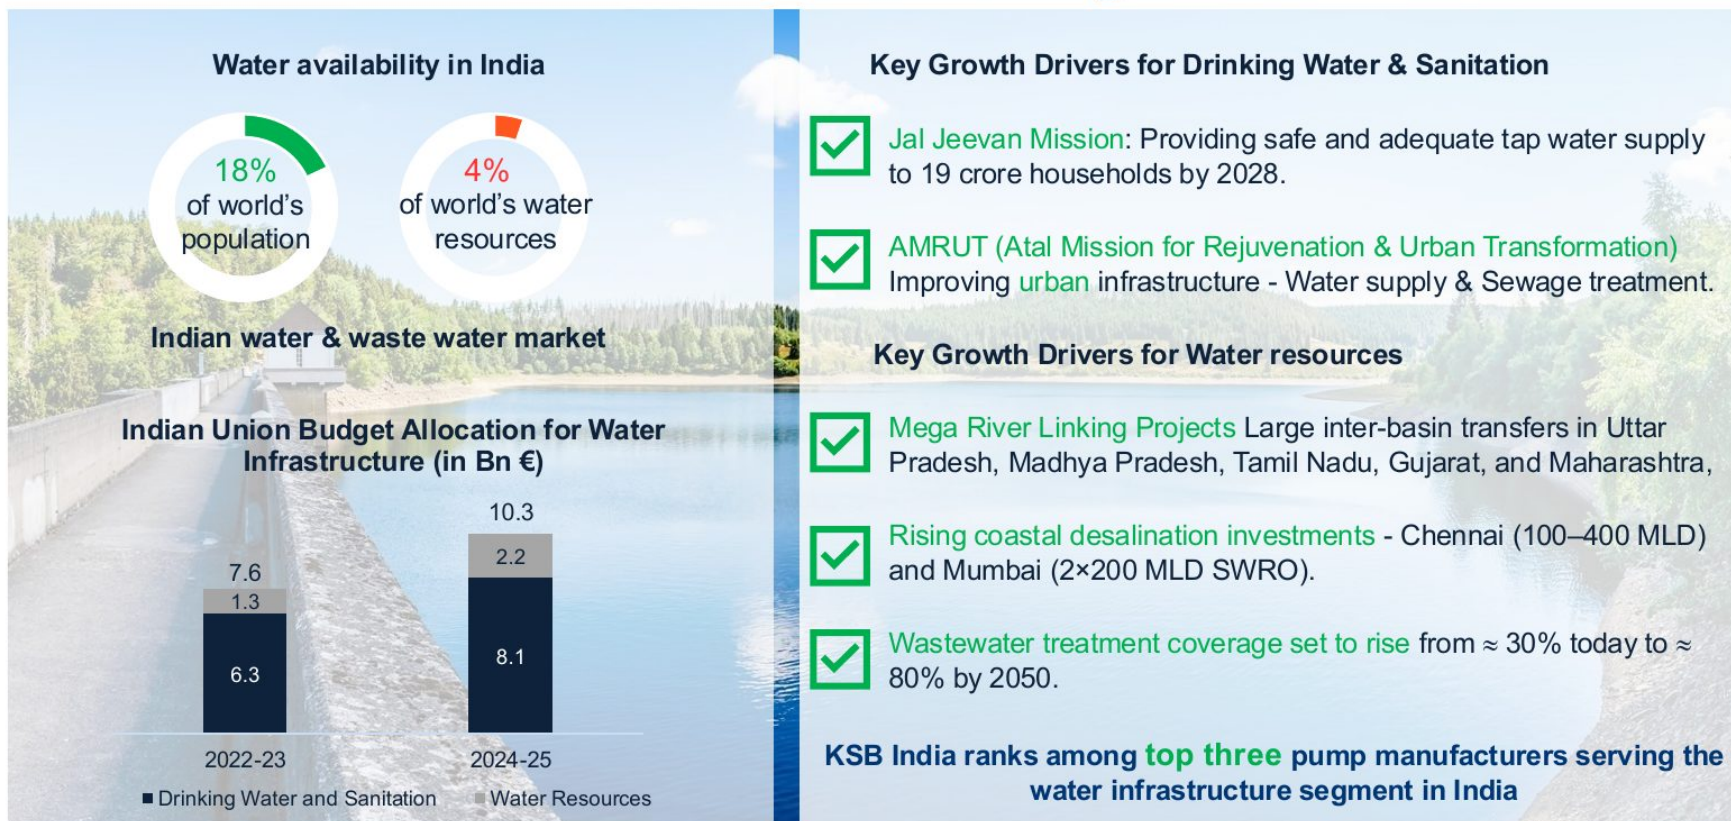 Water availability in India
18%
of world's
population
4%
of world's water
resources
Indian water & waste water market
Indian Union Budget Allocation for Water
Infrastructure (in Bn €)
7.6
1.3
6.3
10.3
2.2
8.1
2022-23
2024-25
Drinking Water and Sanitation
Water Resources
Key Growth Drivers for Drinking Water & Sanitation
Jal Jeevan Mission: Providing safe and adequate tap water supply
to 19 crore households by 2028.
AMRUT (Atal Mission for Rejuvenation & Urban Transformation)
Improving urban infrastructure - Water supply & Sewage treatment.
Key Growth Drivers for Water resources
Mega River Linking Projects Large inter-basin transfers in Uttar
Pradesh, Madhya Pradesh, Tamil Nadu, Gujarat, and Maharashtra,
Rising coastal desalination investments - Chennai (100–400 MLD)
and Mumbai (2×200 MLD SWRO).
Wastewater treatment coverage set to rise from ≈ 30% today to ≈
80% by 2050.
KSB India ranks among top three pump manufacturers serving the
water infrastructure segment in India